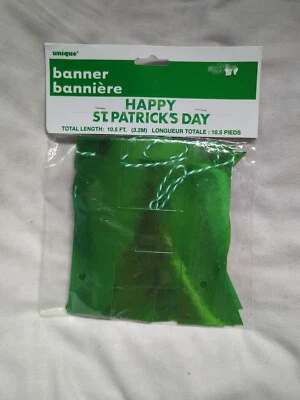 unique®
banner
bannière
HAPPY
ST. PATRICK'S DAY
TOTAL LENGTH: 10.5 FT. (3.2M) LONGUEUR TOTALE : 10.5 PIEDS